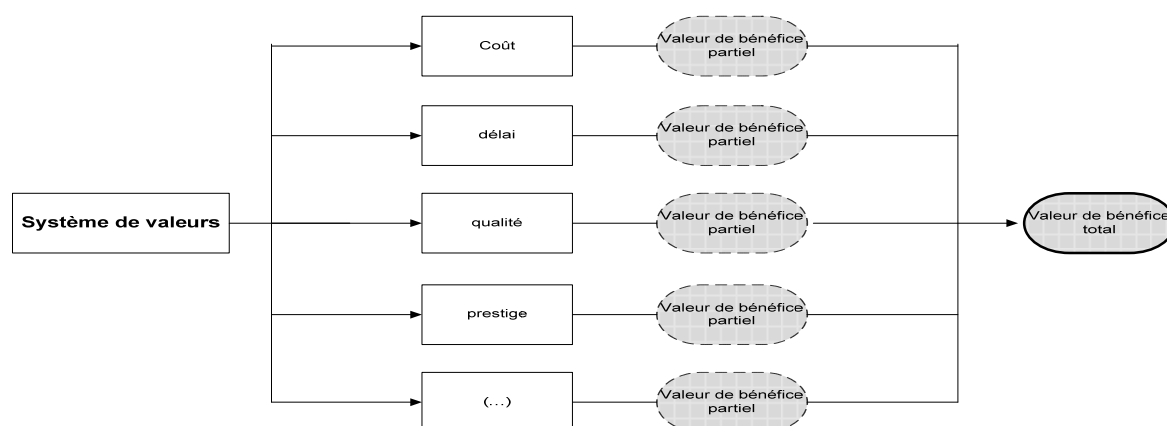 Coût
Valeur de bénéfice
partiel
délai
Valeur de bénéfice
partiel
Système de valeurs
qualité
Valeur de bénéfice
partiel
Valeur de bénéfice
total
prestige
Valeur de bénéfice
partiel
(...)
Valeur de bénéfice
partiel